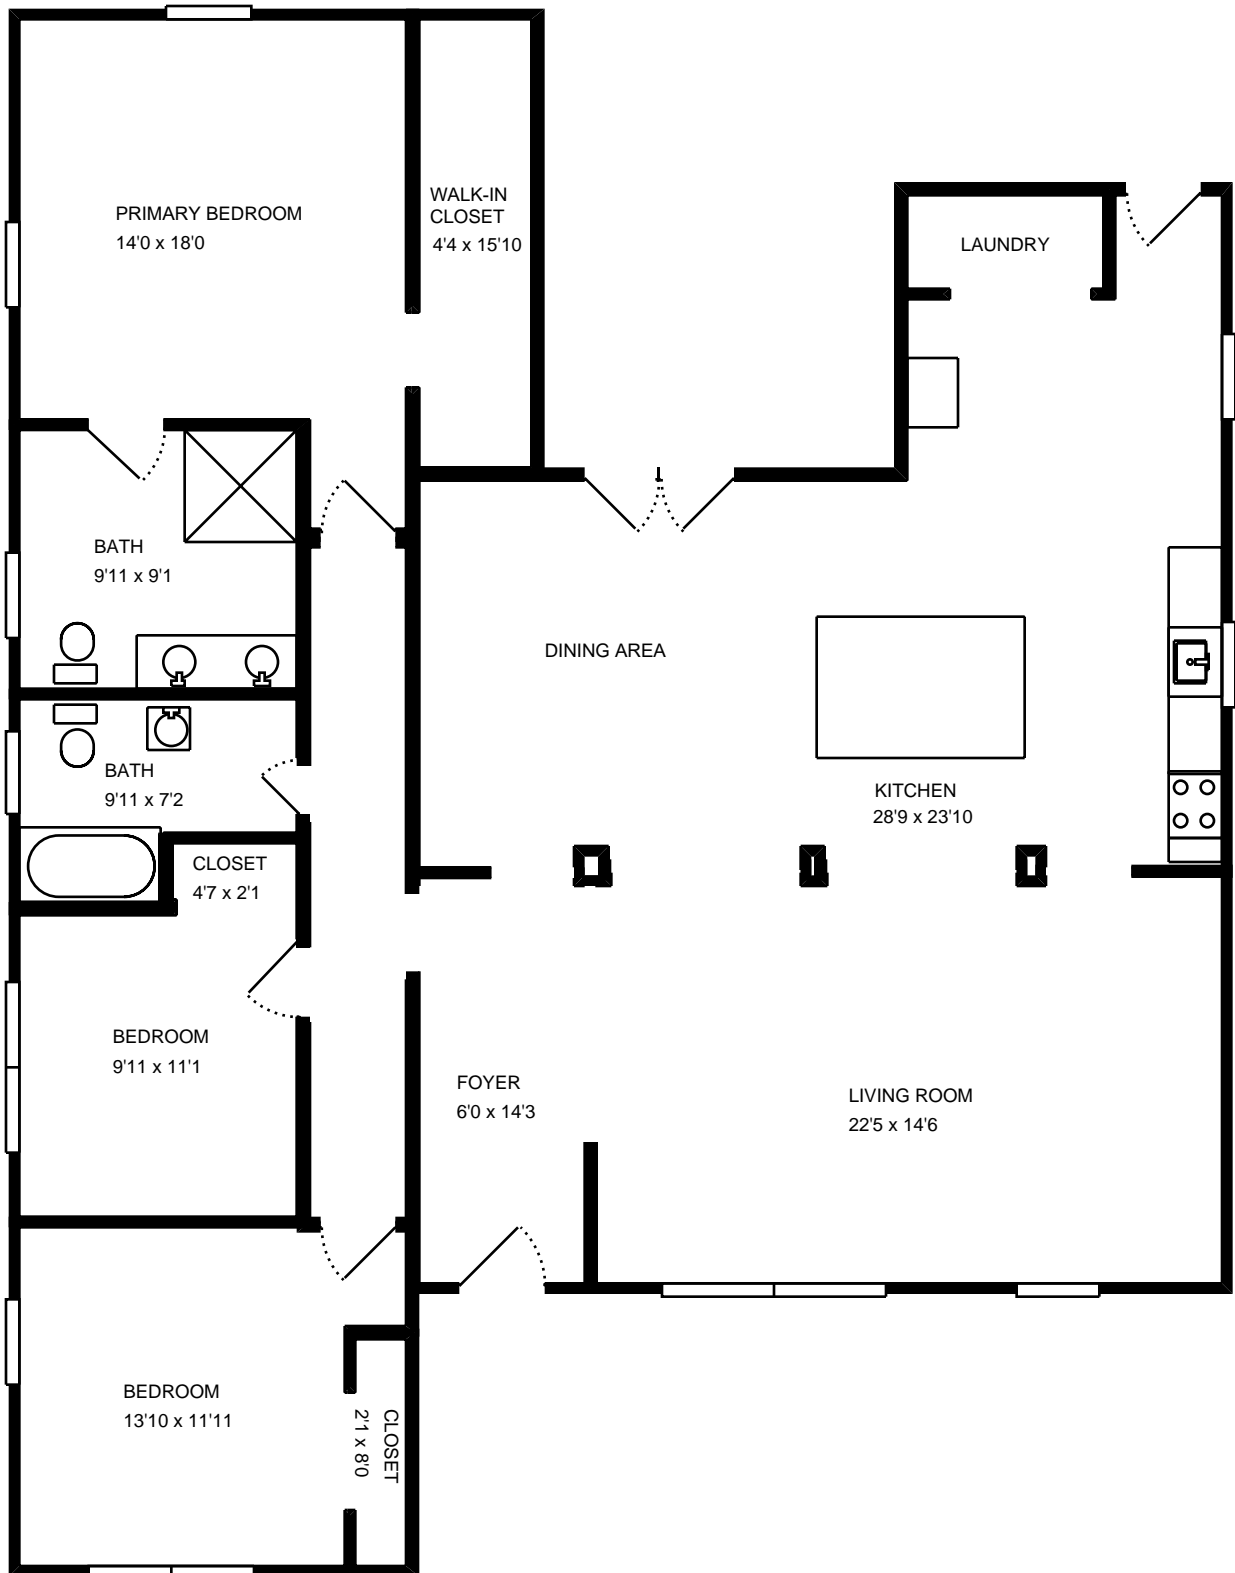 PRIMARY BEDROOM
14'0 x 18'0
WALK-IN
CLOSET
4'4 x 15'10
LAUNDRY
BATH
9'11 x 9'1
DINING AREA
KITCHEN
28'9 x 23'10
BATH
9'11 x 7'2
CLOSET
4'7 x 2'1
BEDROOM
9'11 x 11'1
FOYER
6'0 x 14'3
LIVING ROOM
22'5 x 14'6
BEDROOM
13'10 x 11'11
CLOSET
2'1 x 8'0